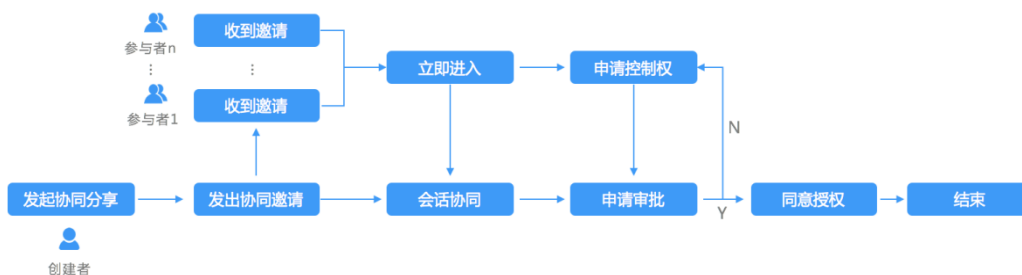 收到邀请
参与者n
⋮
⋮
立即进入
申请控制权
收到邀请
参与者1
N
发起协同分享
发出协同邀请
会话协同
申请审批
Y
同意授权
结束
创建者